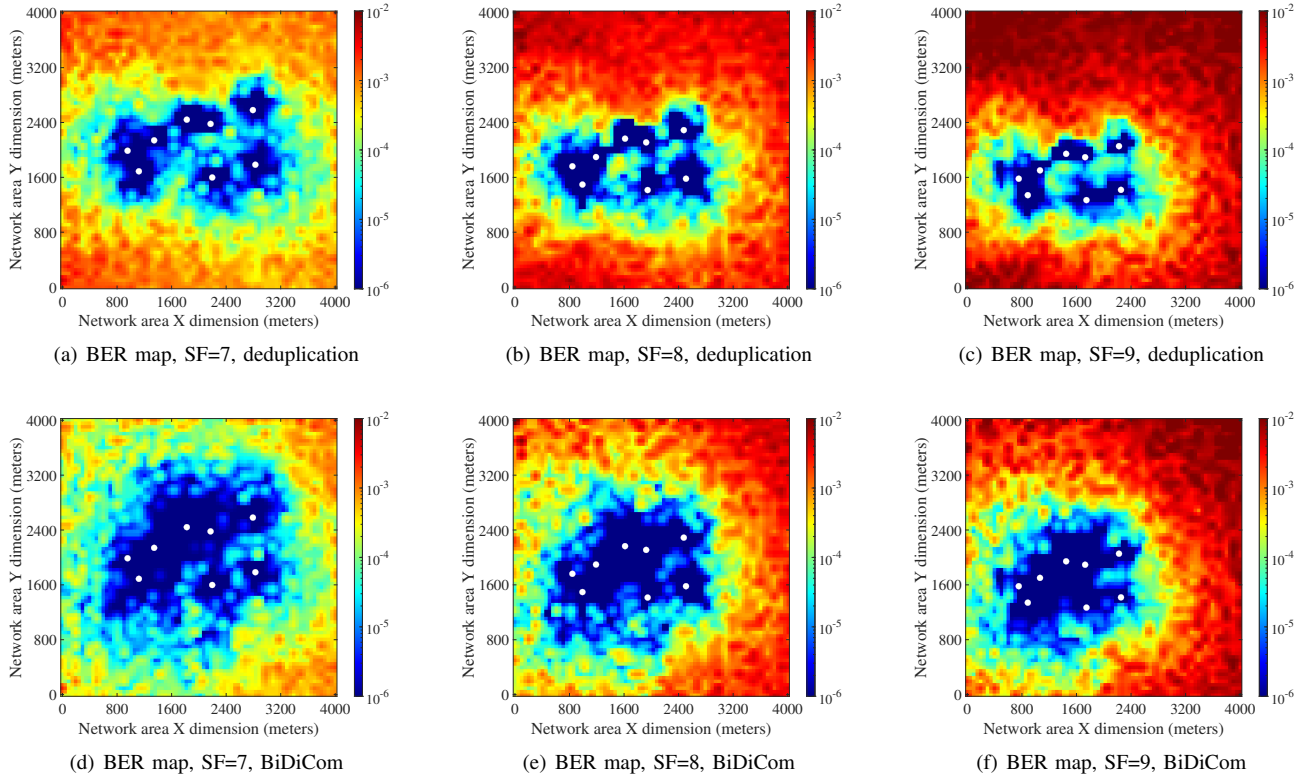 4000
3200
2400
1600
800
0
0 800 1600 2400 3200 4000
Network area X dimension (meters)
Network area Y dimension (meters)
10-2
10-3
10-4
10-5
10-6
(a) BER map, SF=7, deduplication
4000
3200
2400
1600
800
0
0 800 1600 2400 3200 4000
Network area X dimension (meters)
Network area Y dimension (meters)
10-2
10-3
10-4
10-5
10-6
(b) BER map, SF=8, deduplication
4000
3200
2400
1600
800
0
0 800 1600 2400 3200 4000
Network area X dimension (meters)
Network area Y dimension (meters)
10-2
10-3
10-4
10-5
10-6
(c) BER map, SF=9, deduplication
4000
3200
2400
1600
800
0
0 800 1600 2400 3200 4000
Network area X dimension (meters)
Network area Y dimension (meters)
10-2
10-3
10-4
10-5
10-6
(d) BER map, SF=7, BiDiCom
4000
3200
2400
1600
800
0
0 800 1600 2400 3200 4000
Network area X dimension (meters)
Network area Y dimension (meters)
10-2
10-3
10-4
10-5
10-6
(e) BER map, SF=8, BiDiCom
4000
3200
2400
1600
800
0
0 800 1600 2400 3200 4000
Network area X dimension (meters)
Network area Y dimension (meters)
10-2
10-3
10-4
10-5
10-6
(f) BER map, SF=9, BiDiCom